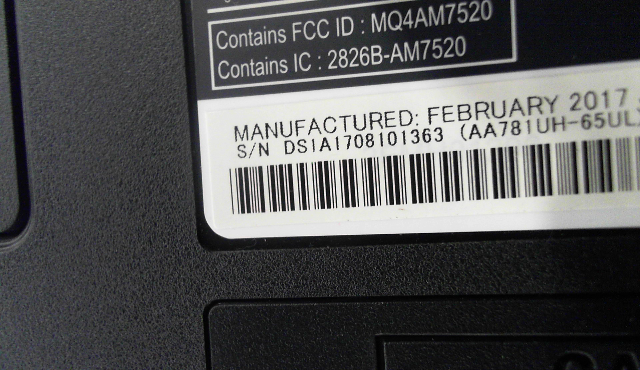 Contains FCC ID : MQ4AM7520
Contains IC : 2826B-AM7520
MANUFACTURED: FEBRUARY 2017
S/N DS1A1708101363 (AA781UH-65UL)